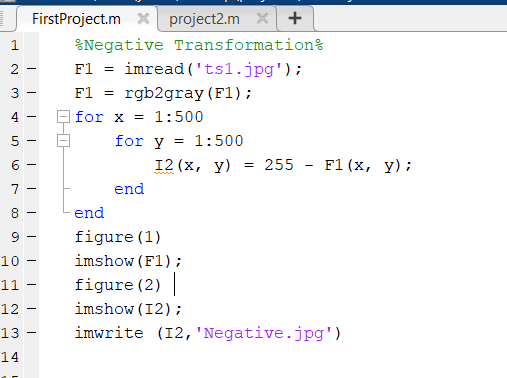 FirstProject.m × project2.m × +
1 %Negative Transformation%
2 – F1 = imread('ts1.jpg');
3 – F1 = rgb2gray(F1);
4 – for x = 1:500
5 – for y = 1:500
6 – I2(x, y) = 255 - F1(x, y);
7 – end
8 – end
9 – figure(1)
10 – imshow(F1);
11 – figure(2)
12 – imshow(I2);
13 – imwrite (I2,'Negative.jpg')
14